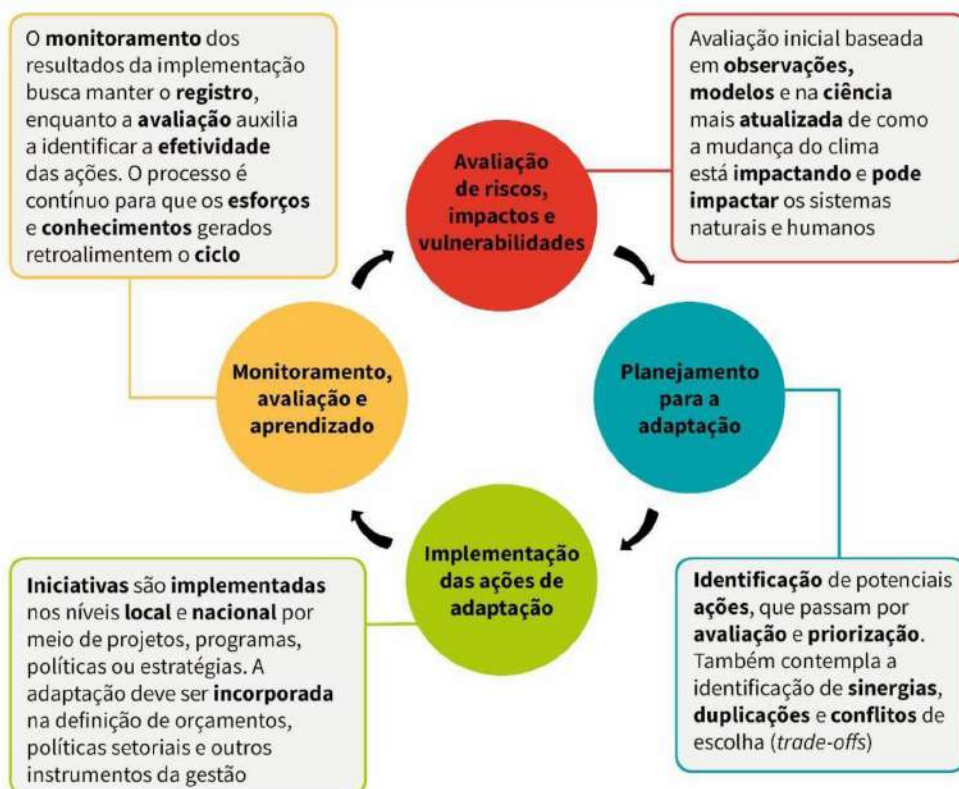 O monitoramento dos
resultados da implementação
busca manter o registro,
enquanto a avaliação auxilia
a identificar a efetividade
das ações. O processo é
contínuo para que os esforços
e conhecimentos gerados
retroalimentem o ciclo
Avaliação inicial baseada
em observações,
modelos e na ciência
mais atualizada de como
a mudança do clima
está impactando e pode
impactar os sistemas
naturais e humanos
Avaliação
de riscos,
impactos e
vulnerabilidades
Monitoramento,
avaliação e
aprendizado
Planejamento
para a
adaptação
Implementação
das ações de
adaptação
Iniciativas são implementadas
nos níveis local e nacional por
meio de projetos, programas,
políticas ou estratégias. A
adaptação deve ser incorporada
na definição de orçamentos,
políticas setoriais e outros
instrumentos da gestão
Identificação de potenciais
ações, que passam por
avaliação e priorização.
Também contempla a
identificação de sinergias,
duplicações e conflitos de
escolha (trade-offs)